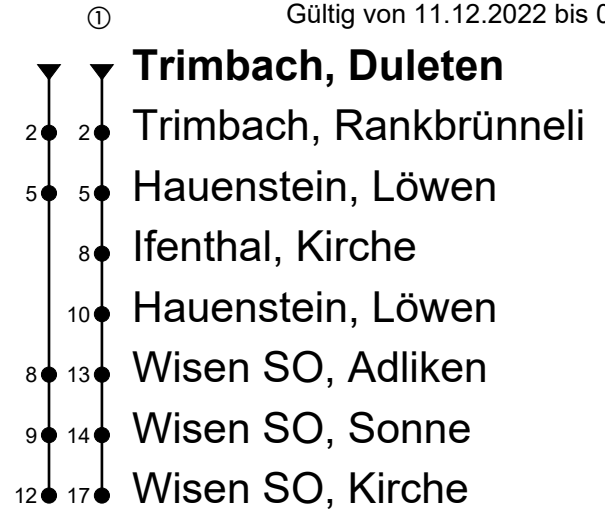 ① Gültig von 11.12.2022 bis 0
Trimbach, Duleten
2 2 Trimbach, Rankbrünneli
5 5 Hauenstein, Löwen
8 Ifenthal, Kirche
10 Hauenstein, Löwen
8 13 Wisen SO, Adliken
9 14 Wisen SO, Sonne
12 17 Wisen SO, Kirche